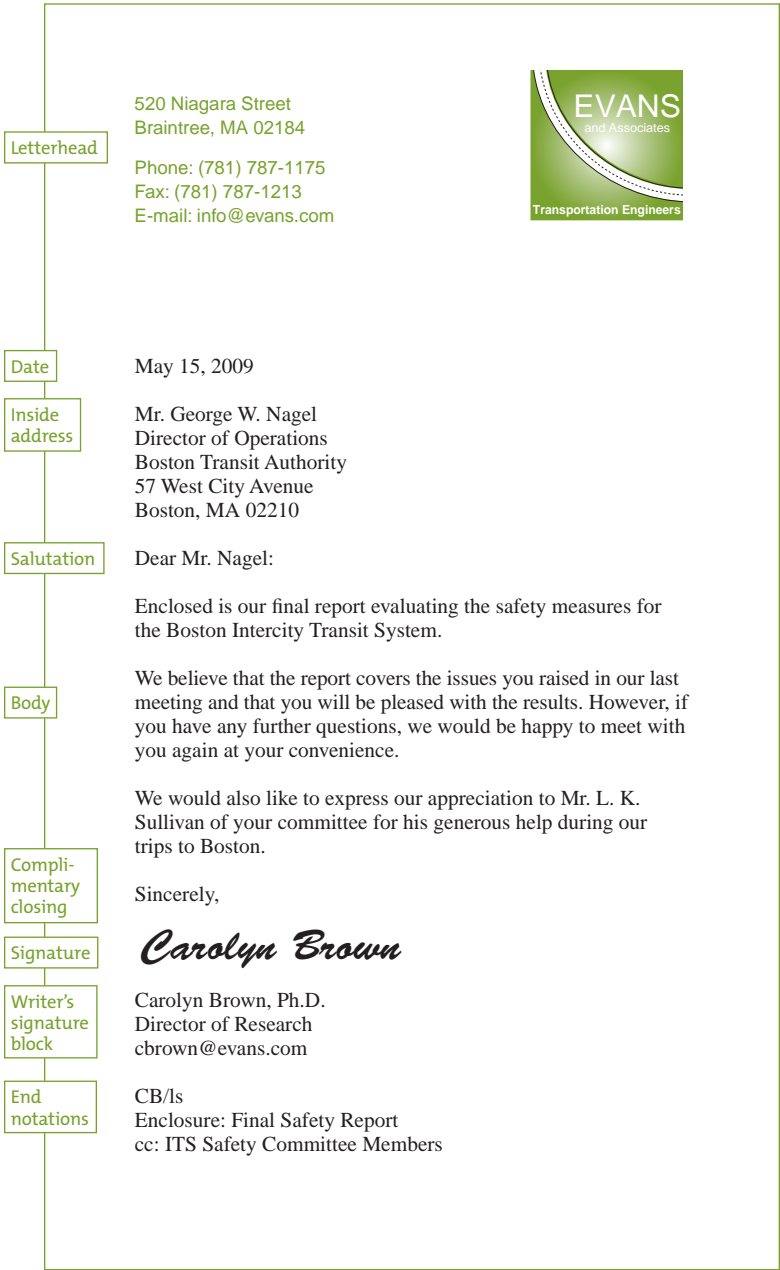 520 Niagara Street
Braintree, MA 02184
Letterhead
Phone: (781) 787-1175
Fax: (781) 787-1213
E-mail: info@evans.com
EVANS
and Associates
Transportation Engineers
Date
May 15, 2009
Inside
address
Mr. George W. Nagel
Director of Operations
Boston Transit Authority
57 West City Avenue
Boston, MA 02210
Salutation
Dear Mr. Nagel:
Enclosed is our final report evaluating the safety measures for
the Boston Intercity Transit System.
Body
We believe that the report covers the issues you raised in our last
meeting and that you will be pleased with the results. However, if
you have any further questions, we would be happy to meet with
you again at your convenience.
We would also like to express our appreciation to Mr. L. K.
Sullivan of your committee for his generous help during our
trips to Boston.
Compli-
mentary
closing
Sincerely,
Signature
Carolyn Brown
Writer's
signature
block
Carolyn Brown, Ph.D.
Director of Research
cbrown@evans.com
End
notations
CB/ls
Enclosure: Final Safety Report
cc: ITS Safety Committee Members